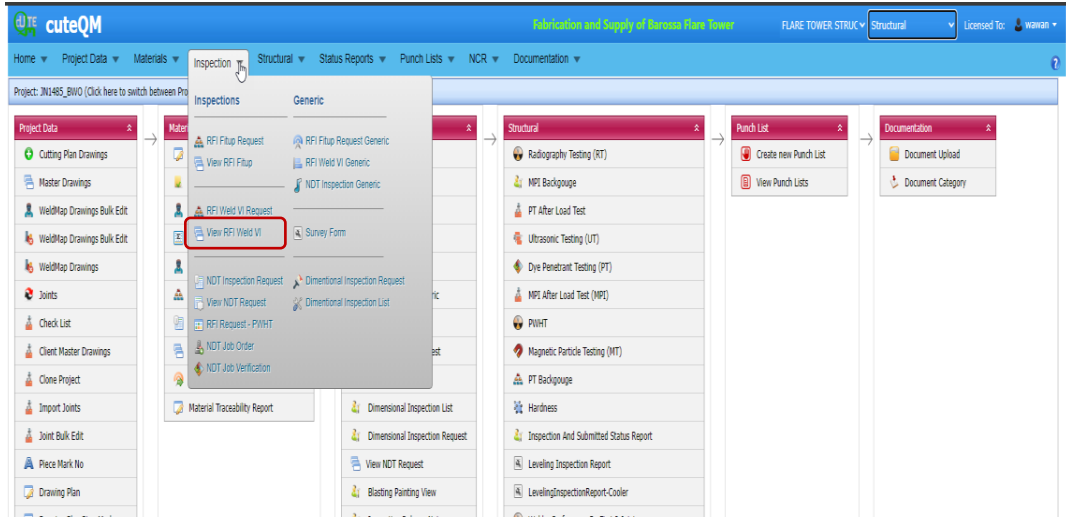 cuteQM
Fabrication and Supply of Barossa Flare Tower
FLARE TOWER STRUC
Structural
Licensed To:
wawan
Home
Project Data
Materials
Inspection
Structural
Status Reports
Punch Lists
NCR
Documentation
Project: JN1485_BWO (Click here to switch between Pro
Project Data
Cutting Plan Drawings
Master Drawings
WeldMap Drawings Bulk Edit
WeldMap Drawings Bulk Edit
WeldMap Drawings
Joints
Check List
Client Master Drawings
Clone Project
Import Joints
Joint Bulk Edit
Piece Mark No
Drawing Plan
Mater
Material Traceability Report
Inspections
RFI Fitup Request
View RFI Fitup
RFI Weld VI Request
View RFI Weld VI
NDT Inspection Request
View NDT Request
RFI Request - PWHT
NDT Job Order
NDT Job Verification
Generic
RFI Fitup Request Generic
RFI Weld VI Generic
NDT Inspection Generic
Survey Form
Dimentional Inspection Request
Dimentional Inspection List
ric
est
Dimensional Inspection List
Dimensional Inspection Request
View NDT Request
Blasting Painting View
Structural
Radiography Testing (RT)
MPI Backgouge
PT After Load Test
Ultrasonic Testing (UT)
Dye Penetrant Testing (PT)
MPI After Load Test (MPI)
PWHT
Magnetic Particle Testing (MT)
PT Backgouge
Hardness
Inspection And Submitted Status Report
Leveling Inspection Report
LevelingInspectionReport-Cooler
Punch List
Create new Punch List
View Punch Lists
Documentation
Document Upload
Document Category